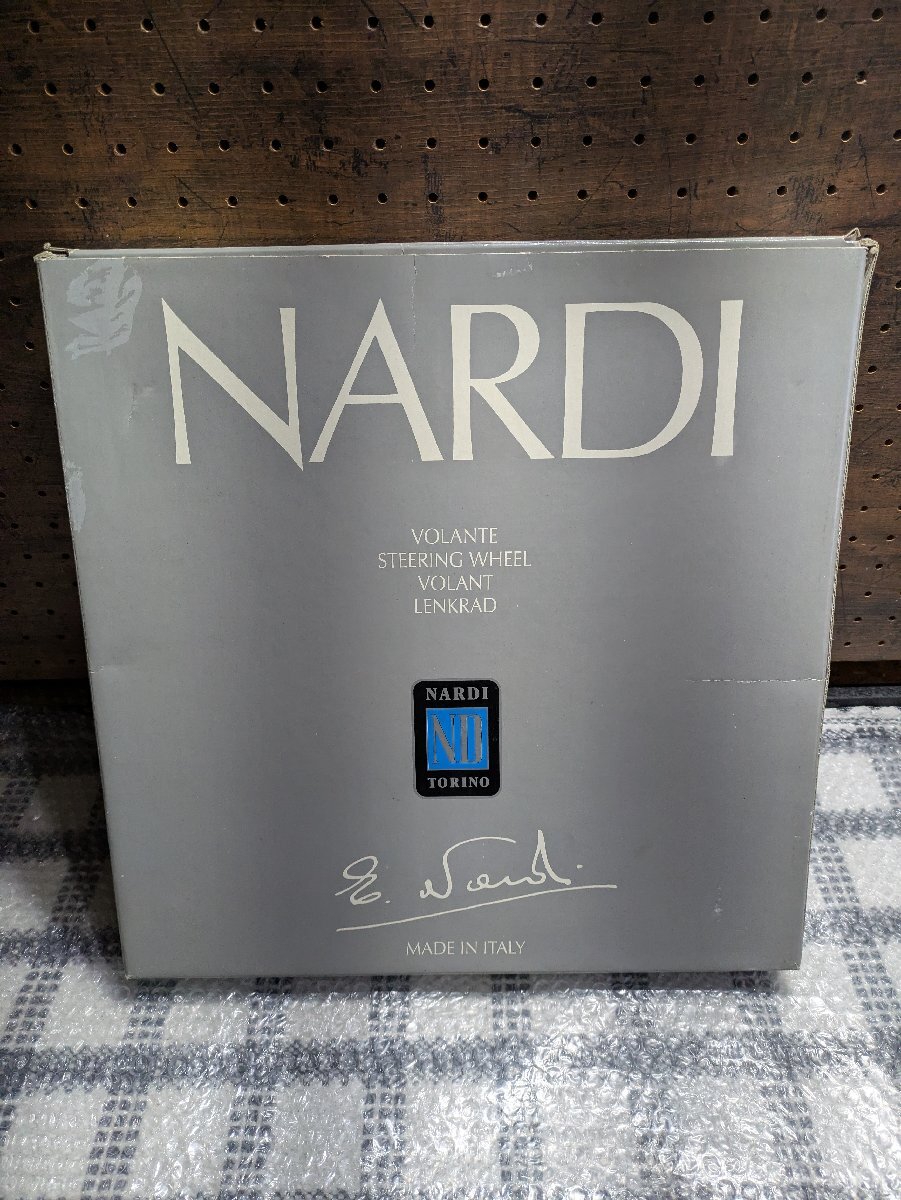 NARDI
VOLANTE
STEERING WHEEL
VOLANT
LENKRAD
NARDI
ND
TORINO
E. Nardi
MADE IN ITALY